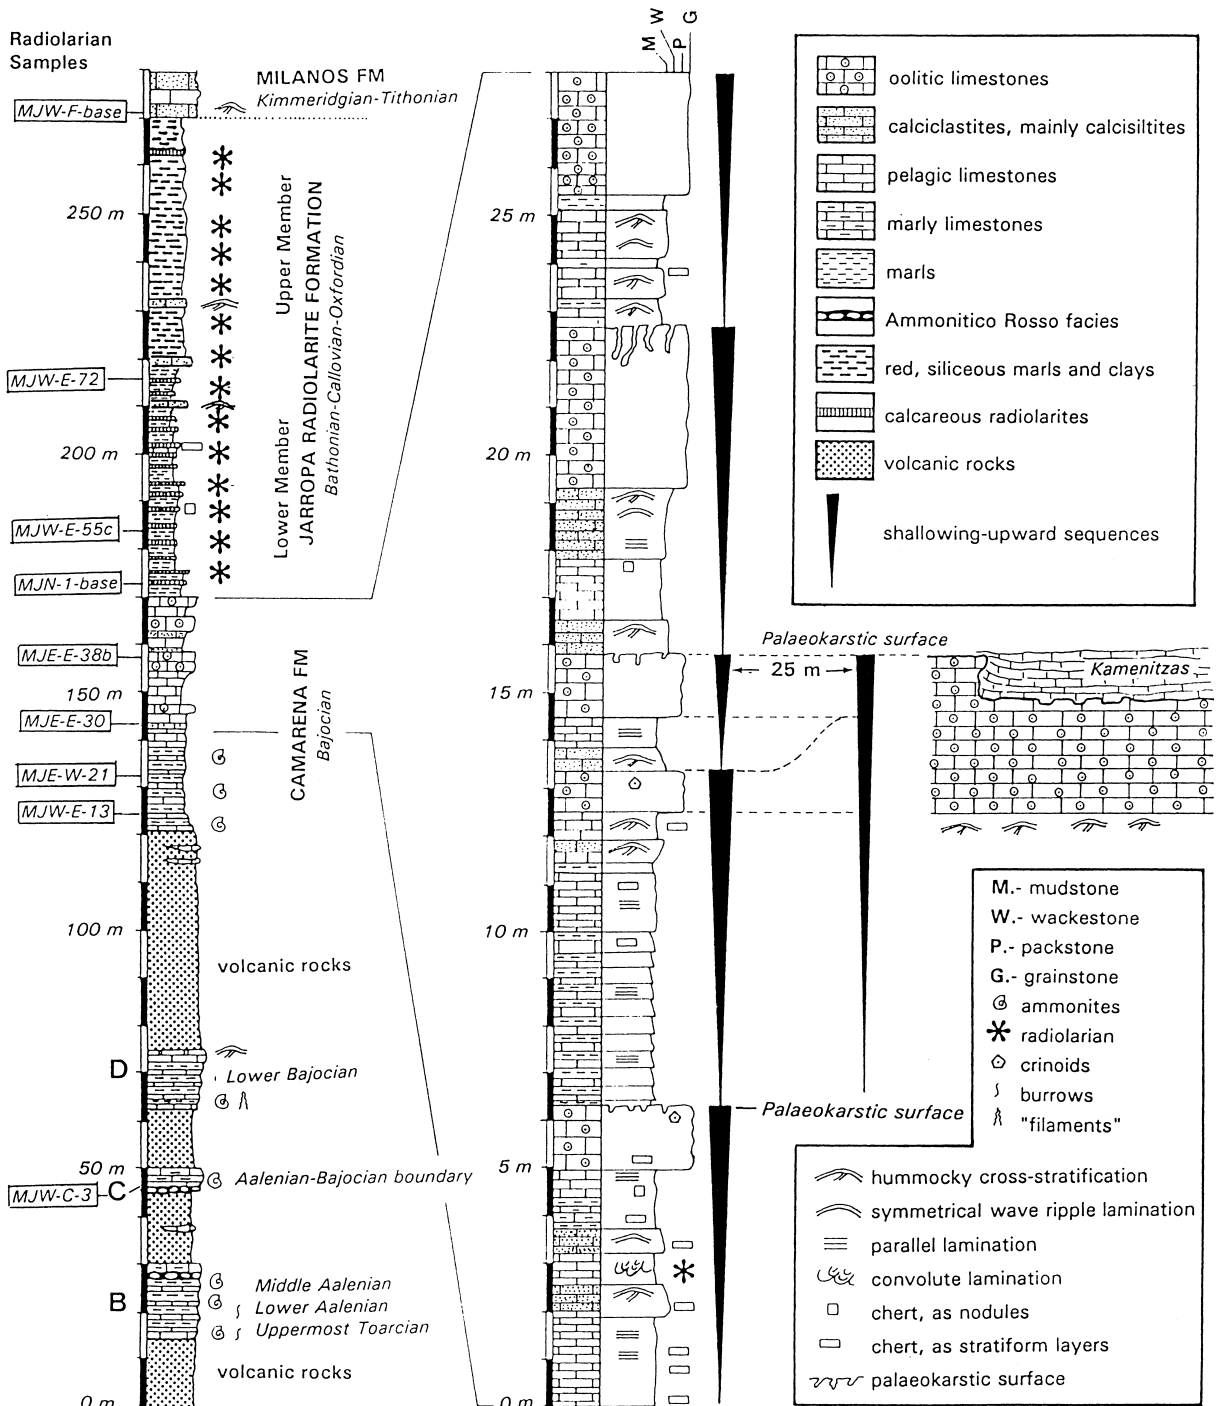 Radiolarian
Samples
MJW-F-base
250 m
MJW-E-72
200 m
MJW-E-55c
MJN-1-base
MJE-E-38b
150 m
MJE-E-30
MJE-W-21
MJW-E-13
100 m
D
50 m
MJW-C-3
C
B
0 m
MILANOS FM
Kimmeridgian-Tithonian
Upper Member
Lower Member
JARROPA RADIOLARITE FORMATION
Bathonian-Callovian-Oxfordian
CAMARENA FM
Bajocian
volcanic rocks
Lower Bajocian
Aalenian-Bajocian boundary
Middle Aalenian
Lower Aalenian
Uppermost Toarcian
volcanic rocks
M W P G
25 m
20 m
15 m
10 m
5 m
0 m
Palaeokarstic surface
25 m
Kamenitzas
Palaeokarstic surface
oolitic limestones
calciclastites, mainly calcisiltites
pelagic limestones
marly limestones
marls
Ammonitico Rosso facies
red, siliceous marls and clays
calcareous radiolarites
volcanic rocks
shallowing-upward sequences
M.- mudstone
W.- wackestone
P.- packstone
G.- grainstone
ammonites
radiolarian
crinoids
burrows
"filaments"
hummocky cross-stratification
symmetrical wave ripple lamination
parallel lamination
convolute lamination
chert, as nodules
chert, as stratiform layers
palaeokarstic surface